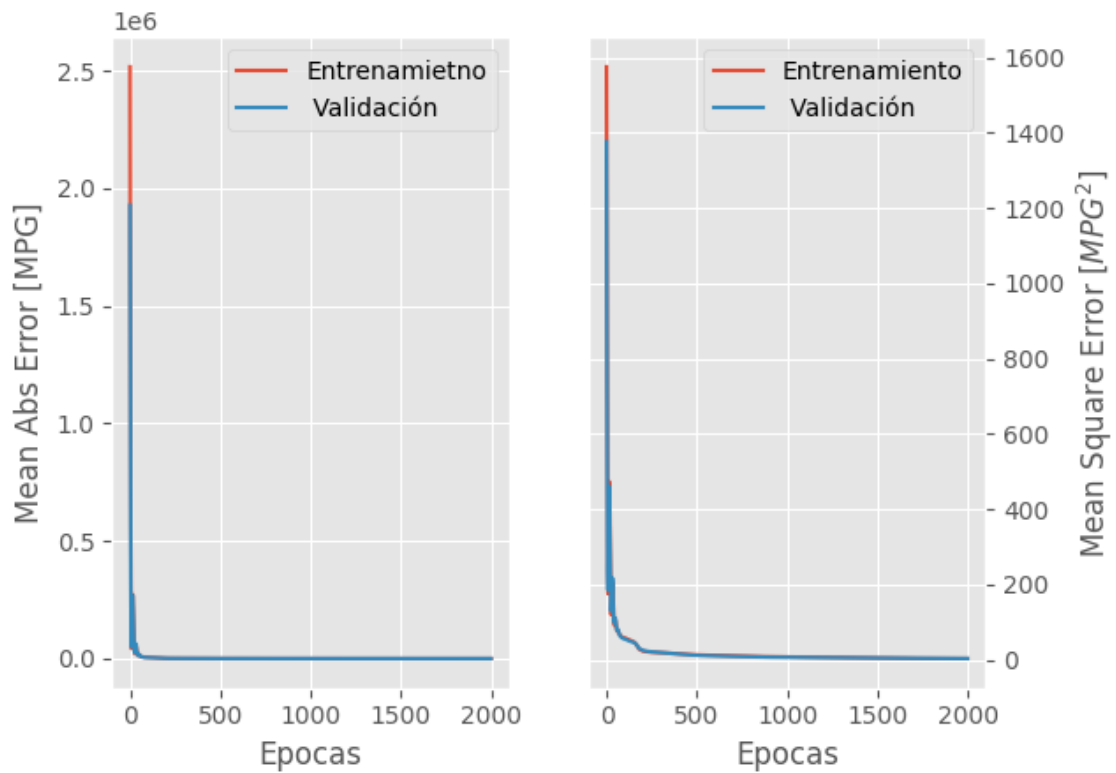 1e6
2.5
2.0
1.5
1.0
0.5
0.0
Mean Abs Error [MPG]
0 500 1000 1500 2000
Epocas
Entrenamietno
Validación
Entrenamiento
Validación
1600
1400
1200
1000
800
600
400
200
0
Mean Square Error [MPG²]
0 500 1000 1500 2000
Epocas